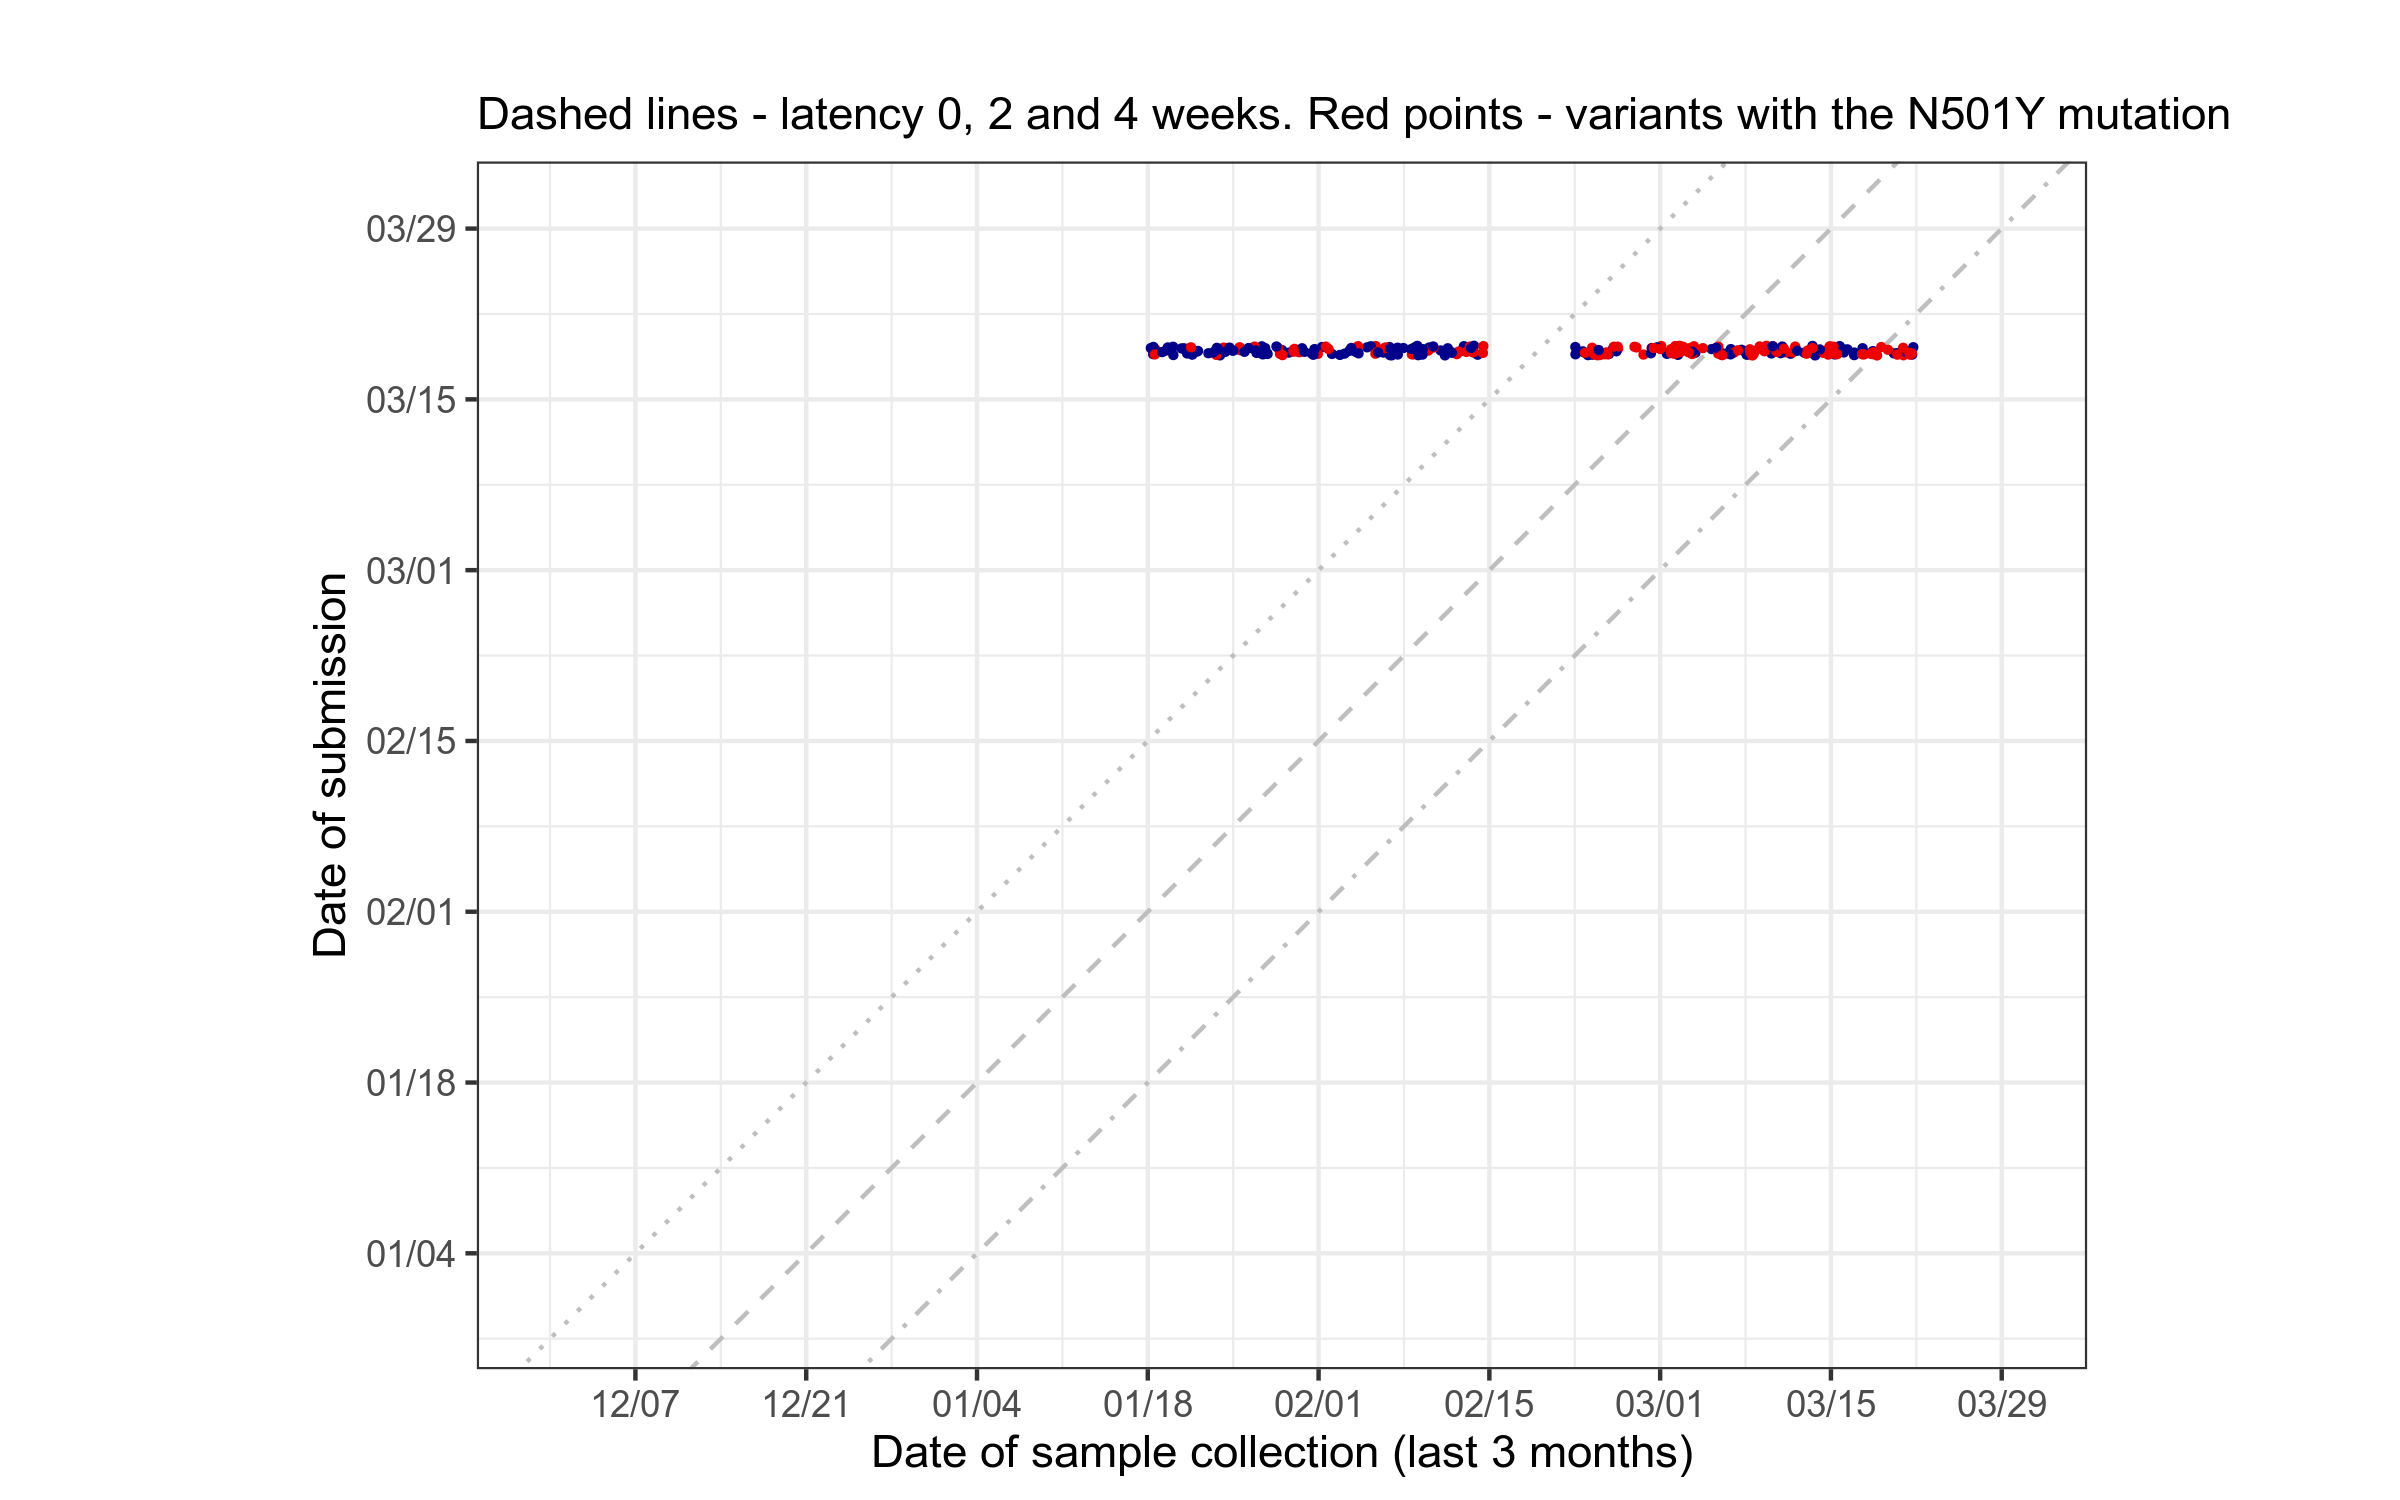 Dashed lines - latency 0, 2 and 4 weeks. Red points - variants with the N501Y mutation
Date of submission
03/29
03/15
03/01
02/15
02/01
01/18
01/04
12/07 12/21 01/04 01/18 02/01 02/15 03/01 03/15 03/29
Date of sample collection (last 3 months)